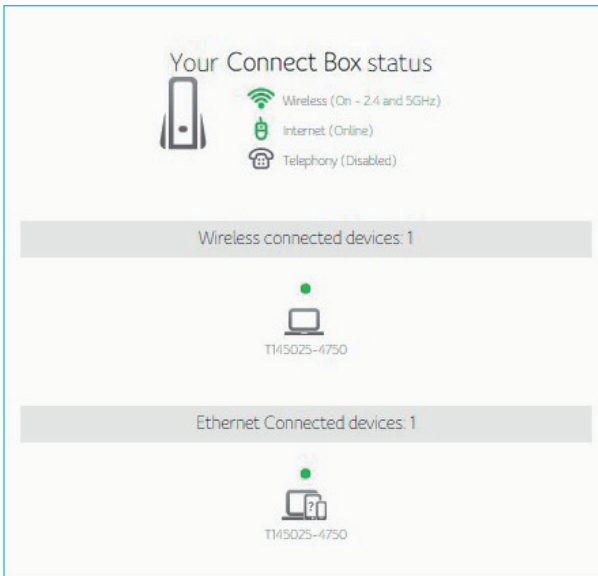 Your Connect Box status
Wireless (On - 2.4 and 5GHz)
Internet (Online)
Telephony (Disabled)
Wireless connected devices: 1
T145025-4750
Ethernet Connected devices: 1
?
T145025-4750